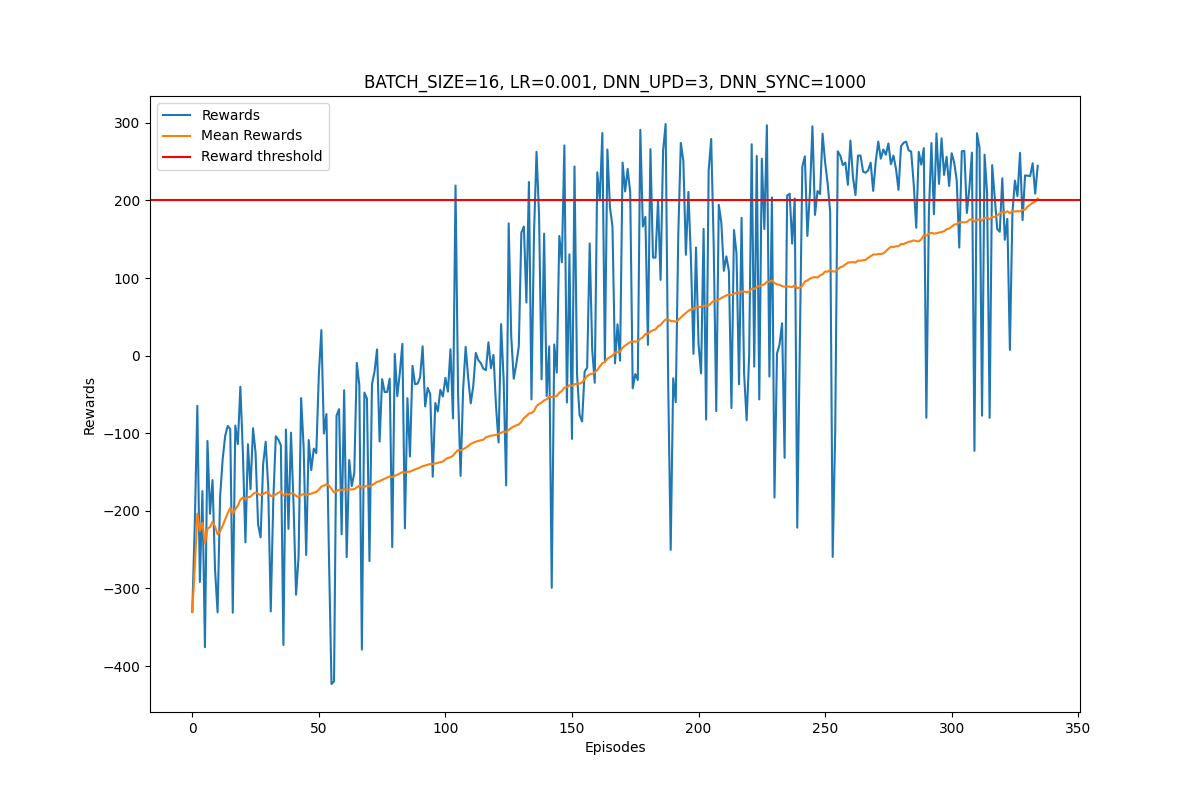 BATCH_SIZE=16, LR=0.001, DNN_UPD=3, DNN_SYNC=1000
Rewards
Mean Rewards
Reward threshold
300
200
100
0
−100
−200
−300
−400
Rewards
0 50 100 150 200 250 300 350
Episodes